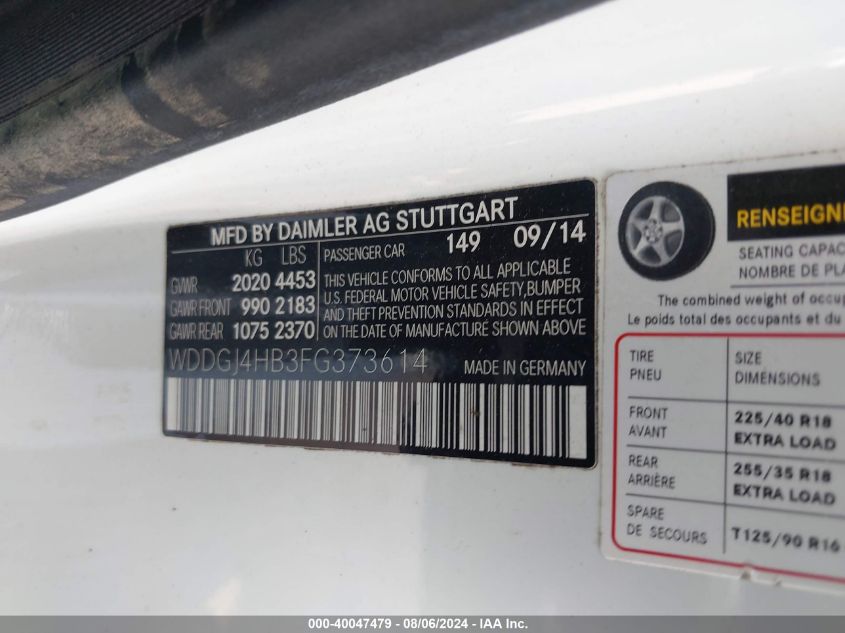 MFD BY DAIMLER AG STUTTGART
KG LBS
GVWR 2020 4453
GAWR FRONT 990 2183
GAWR REAR 1075 2370
PASSENGER CAR 149 09/14
THIS VEHICLE CONFORMS TO ALL APPLICABLE
U.S. FEDERAL MOTOR VEHICLE SAFETY,BUMPER
AND THEFT PREVENTION STANDARDS IN EFFECT
ON THE DATE OF MANUFACTURE SHOWN ABOVE
WDDGJ4HB3FG373614
MADE IN GERMANY
RENSEIGNE
SEATING CAPAC
NOMBRE DE PLA
The combined weight of occup
Le poids total des occupants et du
TIRE SIZE
PNEU DIMENSIONS
FRONT 225/40 R18
AVANT EXTRA LOAD
REAR 255/35 R18
ARRIÈRE EXTRA LOAD
SPARE
DE SECOURS T125/90 R16
000-40047479 - 08/06/2024 - IAA Inc.